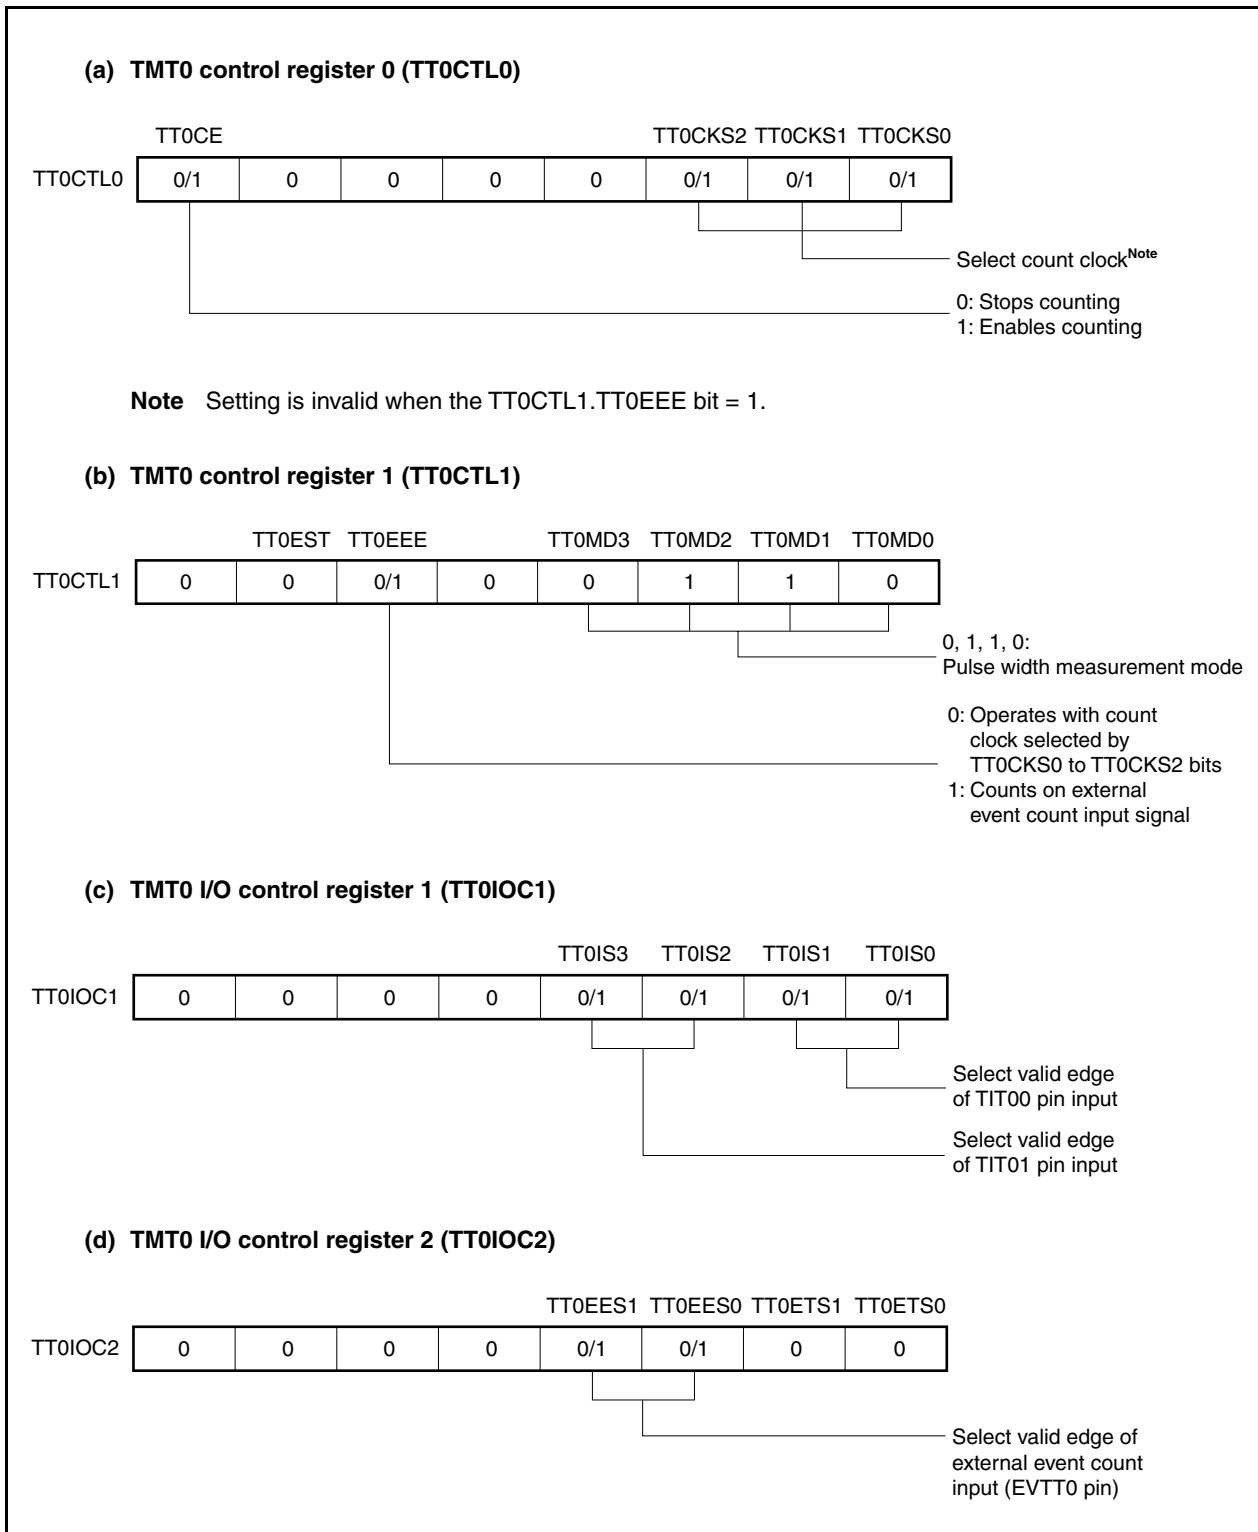 (a) TMT0 control register 0 (TT0CTL0)
TT0CE TT0CKS2 TT0CKS1 TT0CKS0
TT0CTL0 0/1 0 0 0 0 0/1 0/1 0/1
Select count clockNote
0: Stops counting
1: Enables counting
Note Setting is invalid when the TT0CTL1.TT0EEE bit = 1.
(b) TMT0 control register 1 (TT0CTL1)
TT0EST TT0EEE TT0MD3 TT0MD2 TT0MD1 TT0MD0
TT0CTL1 0 0 0/1 0 0 1 1 0
0, 1, 1, 0:
Pulse width measurement mode
0: Operates with count
clock selected by
TT0CKS0 to TT0CKS2 bits
1: Counts on external
event count input signal
(c) TMT0 I/O control register 1 (TT0IOC1)
TT0IS3 TT0IS2 TT0IS1 TT0IS0
TT0IOC1 0 0 0 0 0/1 0/1 0/1 0/1
Select valid edge
of TIT00 pin input
Select valid edge
of TIT01 pin input
(d) TMT0 I/O control register 2 (TT0IOC2)
TT0EES1 TT0EES0 TT0ETS1 TT0ETS0
TT0IOC2 0 0 0 0 0/1 0/1 0 0
Select valid edge of
external event count
input (EVTT0 pin)